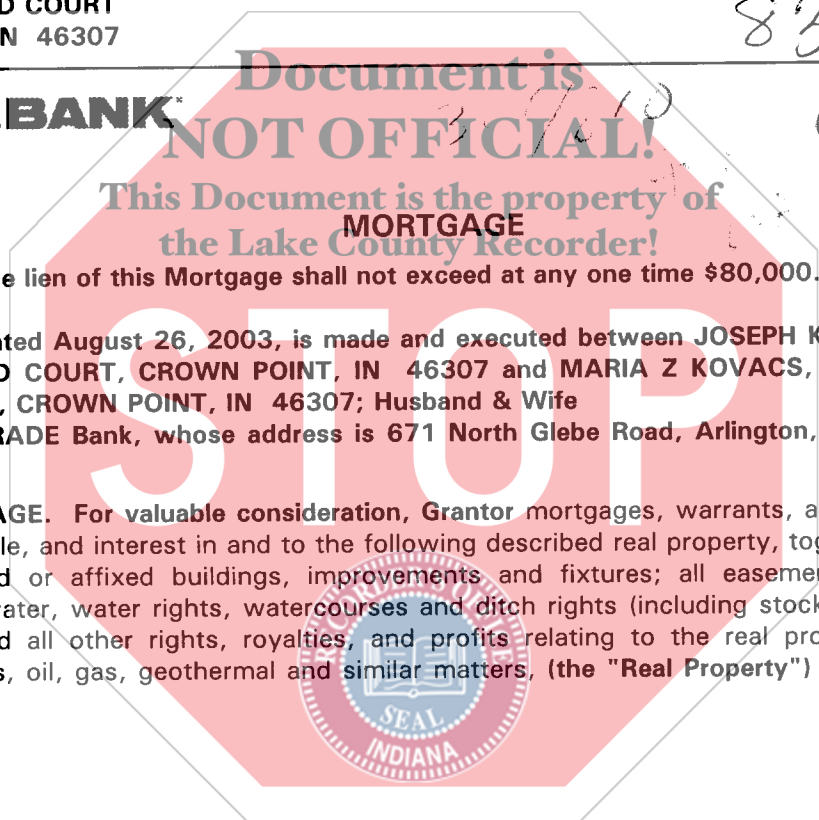 D COURT
N 46307
BANK
Document is
NOT OFFICIAL!
This Document is the property of
the Lake County Recorder!
MORTGAGE
e lien of this Mortgage shall not exceed at any one time $80,000.
ted August 26, 2003, is made and executed between JOSEPH K
D COURT, CROWN POINT, IN 46307 and MARIA Z KOVACS,
, CROWN POINT, IN 46307; Husband & Wife
RADE Bank, whose address is 671 North Glebe Road, Arlington,
AGE. For valuable consideration, Grantor mortgages, warrants, a
le, and interest in and to the following described real property, tog
d or affixed buildings, improvements and fixtures; all easeme
ater, water rights, watercourses and ditch rights (including stock
d all other rights, royalties, and profits relating to the real pro
s, oil, gas, geothermal and similar matters, (the "Real Property")
STOP
RECORDER'S OFFICE
SEAL
INDIANA